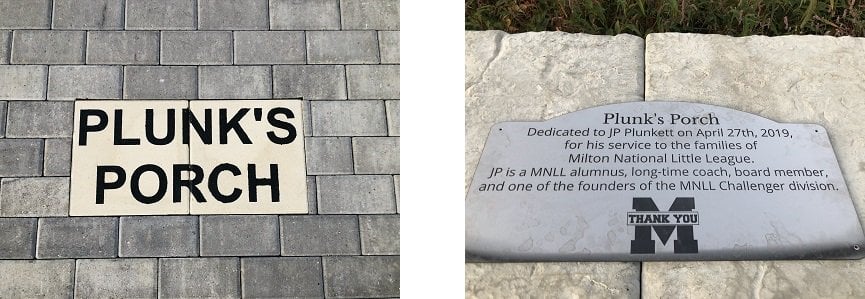 PLUNK'S
PORCH
Plunk's Porch
Dedicated to JP Plunkett on April 27th, 2019,
for his service to the families of
Milton National Little League.
JP is a MNLL alumnus, long-time coach, board member,
and one of the founders of the MNLL Challenger division.
THANK YOU
M